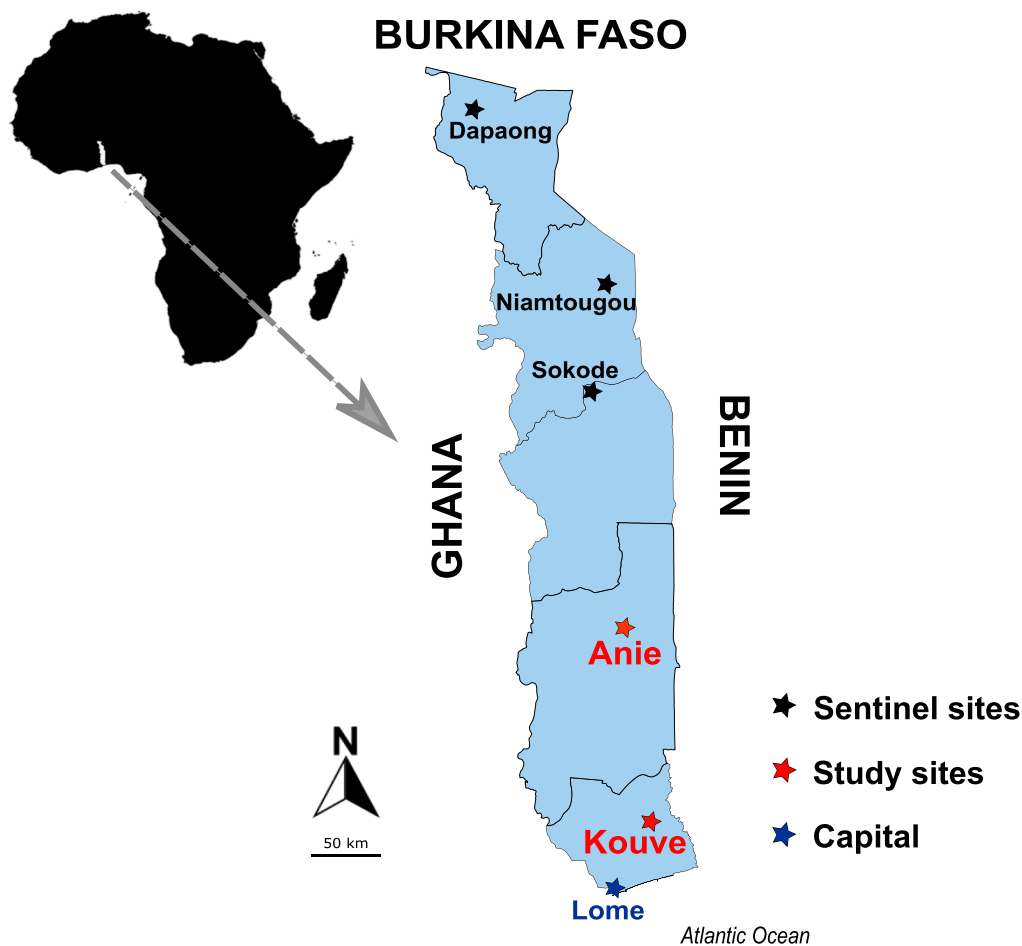 BURKINA FASO
Dapaong
Niamtougou
Sokode
BENIN
GHANA
Anie
Sentinel sites
N
Study sites
Capital
50 km
Kouve
Lome
Atlantic Ocean